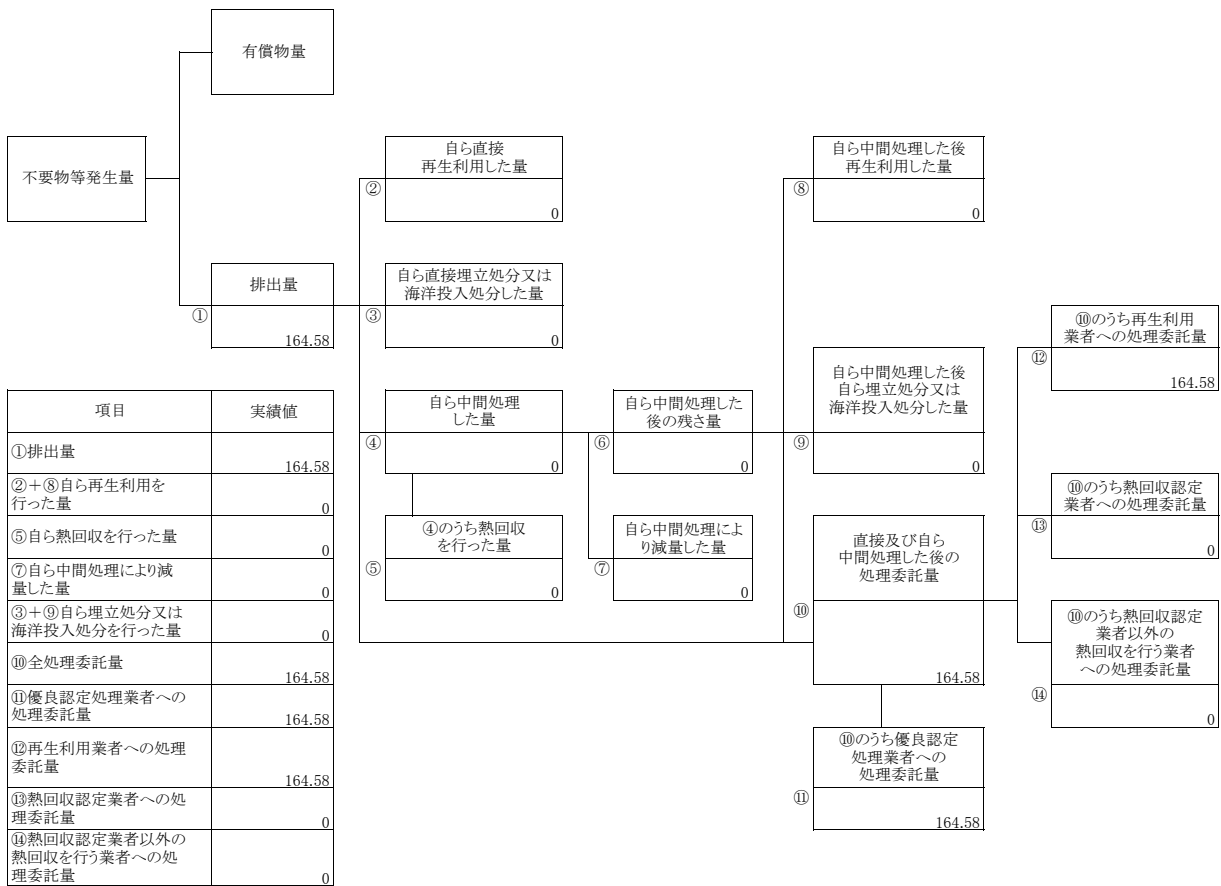 有償物量
不要物等発生量
自ら直接
再生利用した量
②
0
自ら中間処理した後
再生利用した量
⑧
0
排出量
①
164.58
自ら直接埋立処分又は
海洋投入処分した量
③
0
⑩のうち再生利用
業者への処理委託量
⑫
164.58
自ら中間処理
した量
④
0
自ら中間処理した
後の残さ量
⑥
0
自ら中間処理した後
自ら埋立処分又は
海洋投入処分した量
⑨
0
⑩のうち熱回収認定
業者への処理委託量
⑬
0
④のうち熱回収
を行った量
⑤
0
自ら中間処理によ
り減量した量
⑦
0
直接及び自ら
中間処理した後の
処理委託量
⑩
164.58
⑩のうち熱回収認定
業者以外の
熱回収を行う業者
への処理委託量
⑭
0
⑩のうち優良認定
処理業者への
処理委託量
⑪
164.58
項目 実績値
①排出量
164.58
②+⑧自ら再生利用を
行った量
0
⑤自ら熱回収を行った量
0
⑦自ら中間処理により減
量した量
0
③+⑨自ら埋立処分又は
海洋投入処分を行った量
0
⑩全処理委託量
164.58
⑪優良認定処理業者への
処理委託量
164.58
⑫再生利用業者への処理
委託量
164.58
⑬熱回収認定業者への処
理委託量
0
⑭熱回収認定業者以外の
熱回収を行う業者への処
理委託量
0